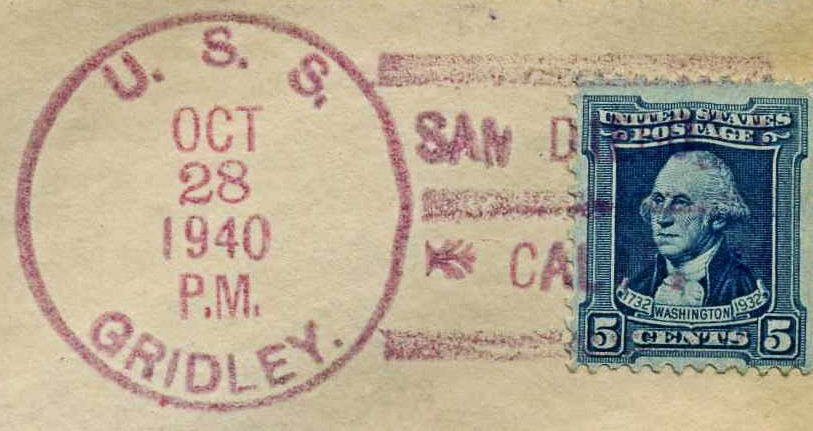 U. S. S.
OCT
28
1940
P.M.
GRIDLEY.
SAN
CAL
UNITED STATES
POSTAGE
1732 WASHINGTON 1932
5 CENTS 5